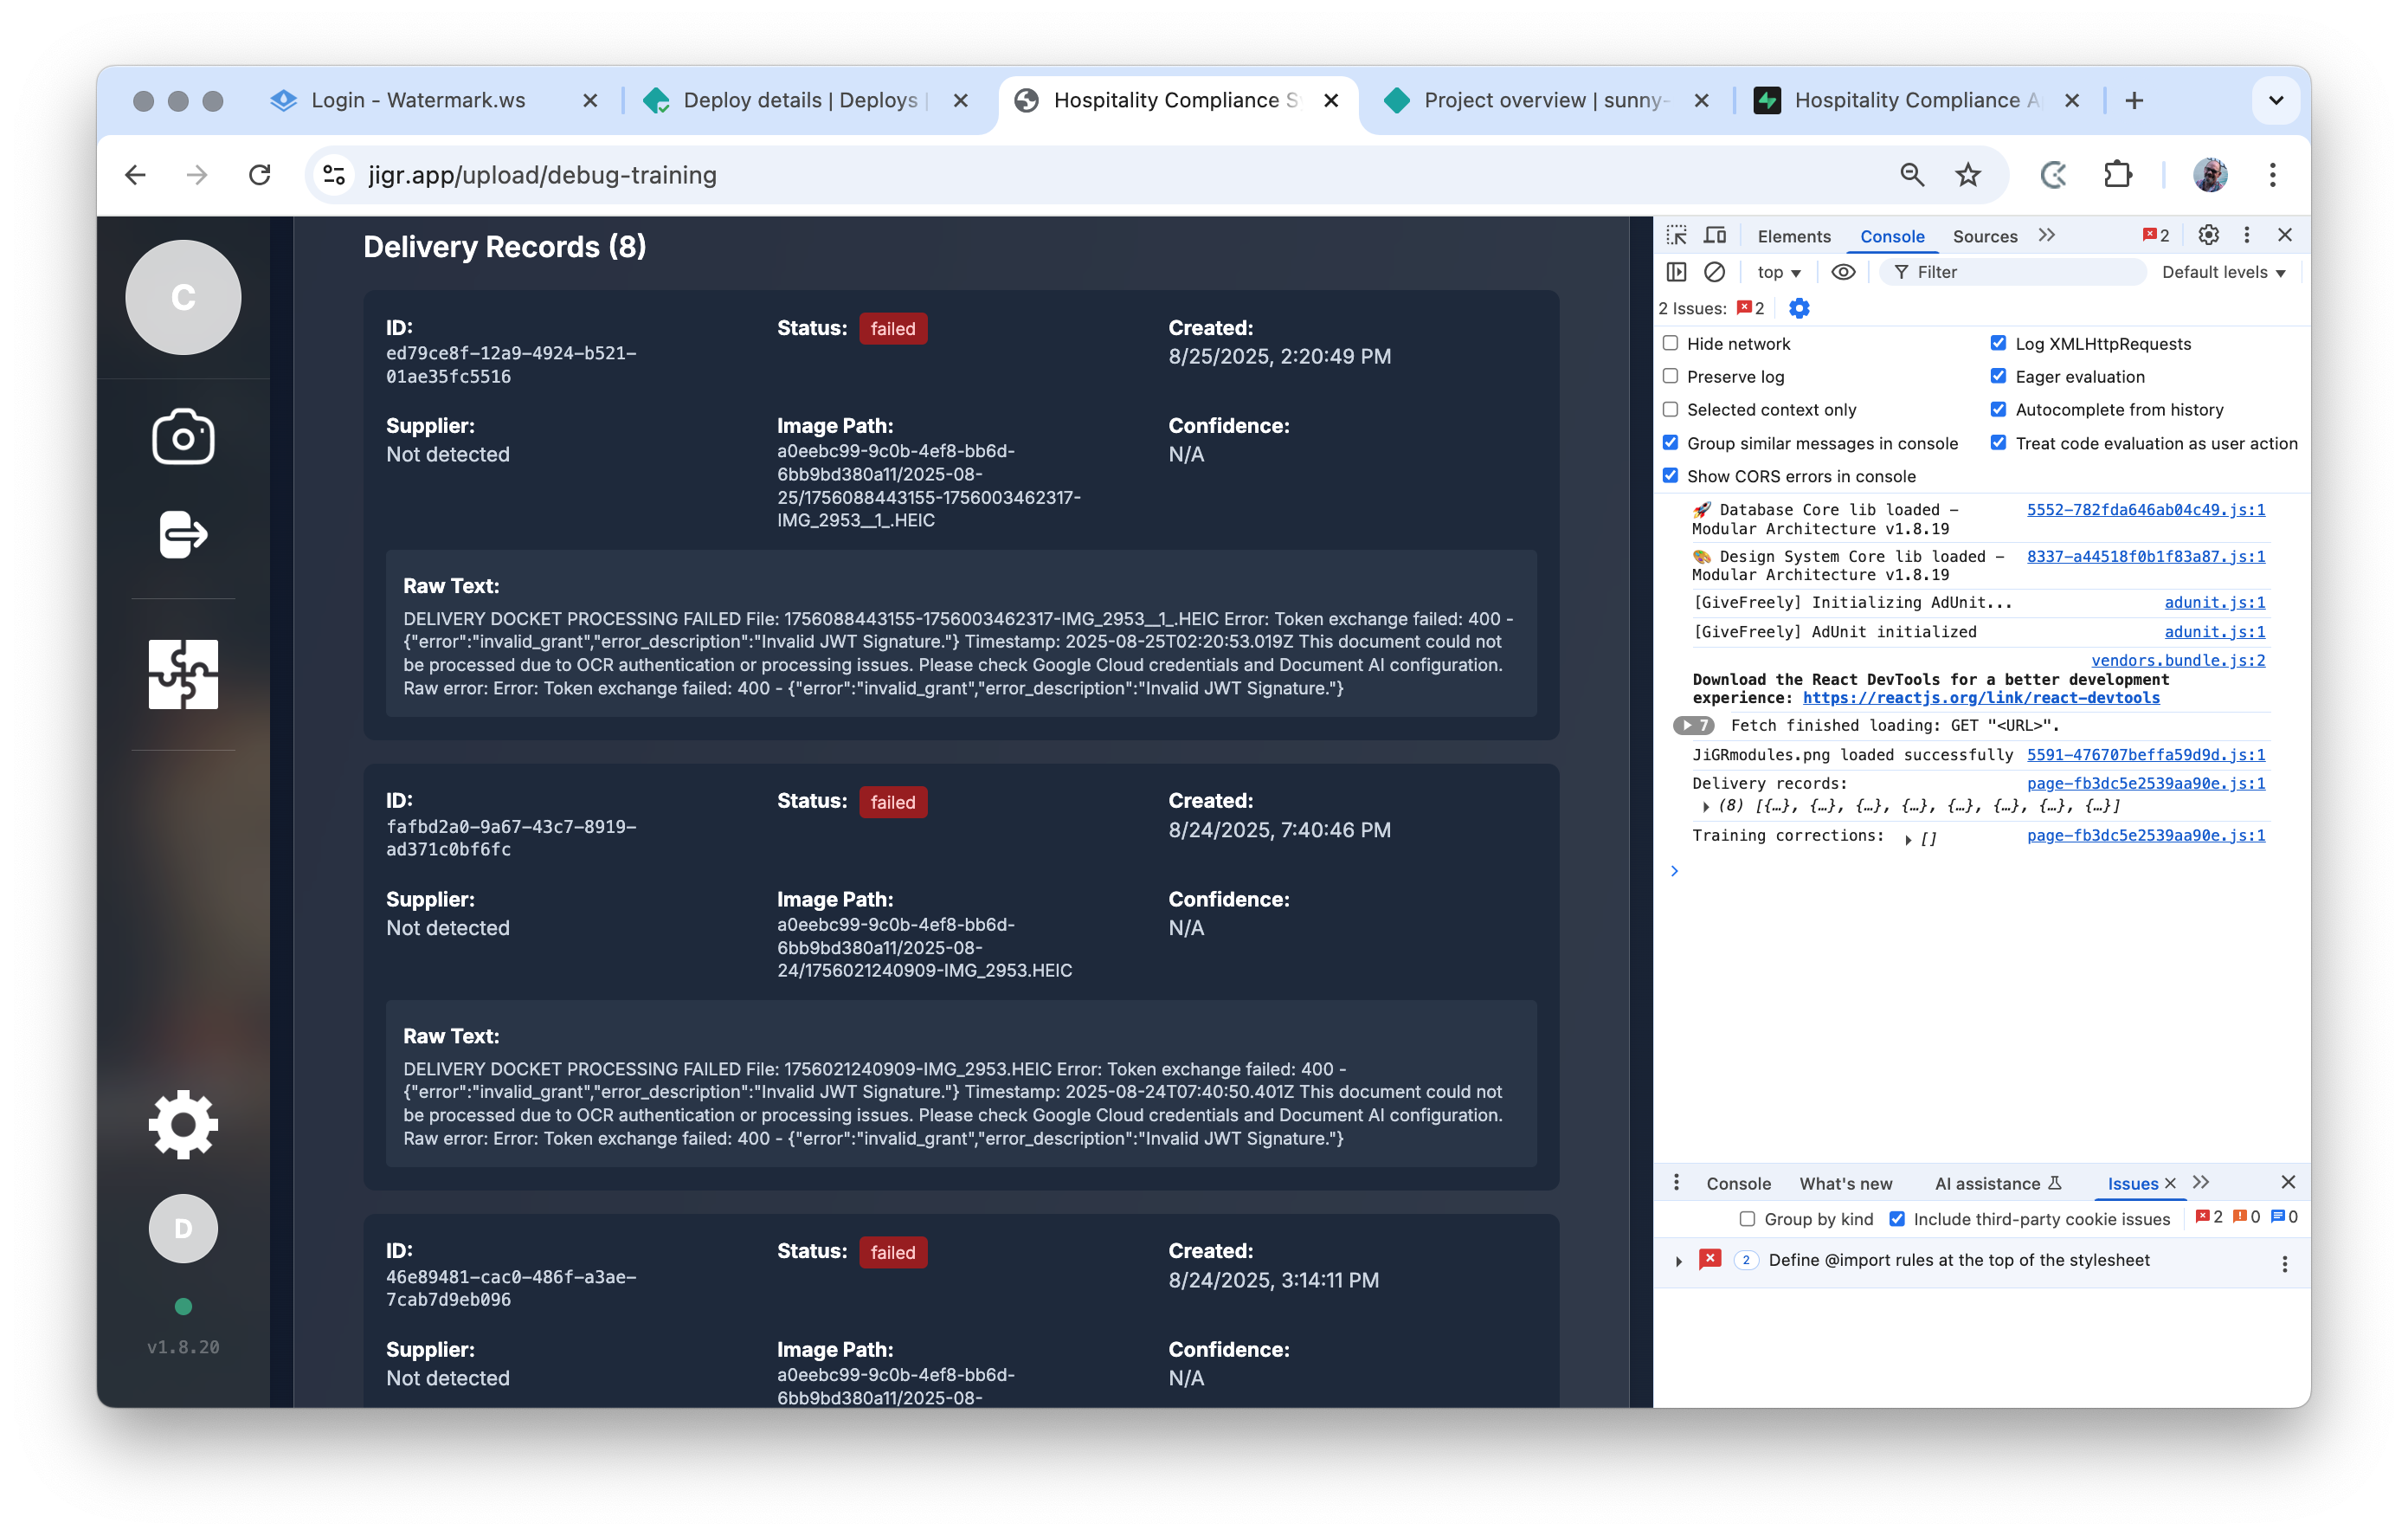 Login - Watermark.ws
Deploy details | Deploys |
Hospitality Compliance S
Project overview | sunny-
Hospitality Compliance A
jigr.app/upload/debug-training
C
D
v1.8.20
Delivery Records (8)
ID:
ed79ce8f-12a9-4924-b521-
01ae35fc5516
Status: failed
Created:
8/25/2025, 2:20:49 PM
Supplier:
Not detected
Image Path:
a0eebc99-9c0b-4ef8-bb6d-
6bb9bd380a11/2025-08-
25/1756088443155-1756003462317-
IMG_2953__1_.HEIC
Confidence:
N/A
Raw Text:
DELIVERY DOCKET PROCESSING FAILED File: 1756088443155-1756003462317-IMG_2953__1_.HEIC Error: Token exchange failed: 400 -
{"error":"invalid_grant","error_description":"Invalid JWT Signature."} Timestamp: 2025-08-25T02:20:53.019Z This document could not
be processed due to OCR authentication or processing issues. Please check Google Cloud credentials and Document AI configuration.
Raw error: Error: Token exchange failed: 400 - {"error":"invalid_grant","error_description":"Invalid JWT Signature."}
ID:
fafbd2a0-9a67-43c7-8919-
ad371c0bf6fc
Status: failed
Created:
8/24/2025, 7:40:46 PM
Supplier:
Not detected
Image Path:
a0eebc99-9c0b-4ef8-bb6d-
6bb9bd380a11/2025-08-
24/1756021240909-IMG_2953.HEIC
Confidence:
N/A
Raw Text:
DELIVERY DOCKET PROCESSING FAILED File: 1756021240909-IMG_2953.HEIC Error: Token exchange failed: 400 -
{"error":"invalid_grant","error_description":"Invalid JWT Signature."} Timestamp: 2025-08-24T07:40:50.401Z This document could not
be processed due to OCR authentication or processing issues. Please check Google Cloud credentials and Document AI configuration.
Raw error: Error: Token exchange failed: 400 - {"error":"invalid_grant","error_description":"Invalid JWT Signature."}
ID:
46e89481-cac0-486f-a3ae-
7cab7d9eb096
Status: failed
Created:
8/24/2025, 3:14:11 PM
Supplier:
Not detected
Image Path:
a0eebc99-9c0b-4ef8-bb6d-
6bb9bd380a11/2025-08-
Confidence:
N/A
Elements Console Sources 2
top Filter Default levels
2 Issues: 2
Hide network
Log XMLHttpRequests
Preserve log
Eager evaluation
Selected context only
Autocomplete from history
Group similar messages in console
Treat code evaluation as user action
Show CORS errors in console
🚀 Database Core lib loaded – 5552-782fda646ab04c49.js:1
Modular Architecture v1.8.19
🎨 Design System Core lib loaded – 8337-a44518f0b1f83a87.js:1
Modular Architecture v1.8.19
[GiveFreely] Initializing AdUnit... adunit.js:1
[GiveFreely] AdUnit initialized adunit.js:1
vendors.bundle.js:2
Download the React DevTools for a better development
experience: https://reactjs.org/link/react-devtools
7 Fetch finished loading: GET "<URL>".
JiGRmodules.png loaded successfully 5591-476707beffa59d9d.js:1
Delivery records: page-fb3dc5e2539aa90e.js:1
(8) [{…}, {…}, {…}, {…}, {…}, {…}, {…}, {…}]
Training corrections: [] page-fb3dc5e2539aa90e.js:1
Console What's new AI assistance Issues
Group by kind Include third-party cookie issues 2 0 0
2 Define @import rules at the top of the stylesheet